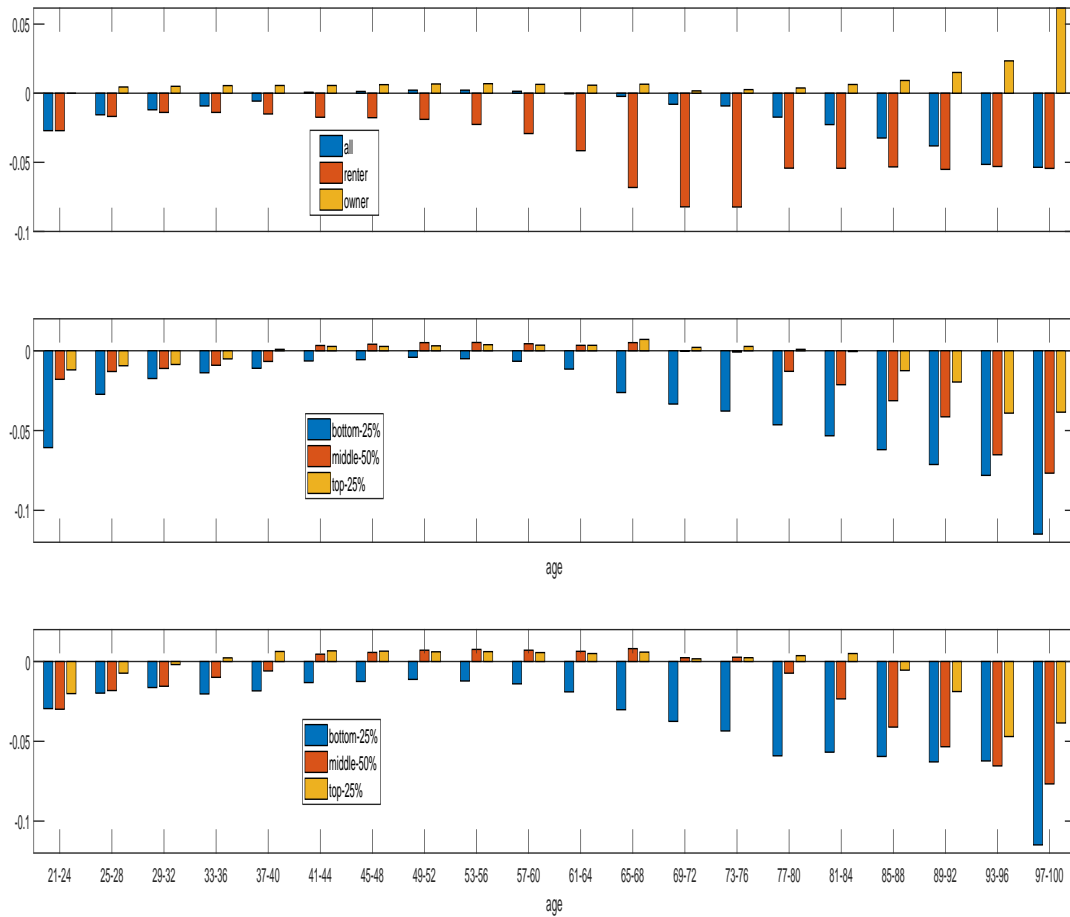 0.05
0
-0.05
-0.1
all
renter
owner
0
-0.05
-0.1
bottom-25%
middle-50%
top-25%
age
0
-0.05
-0.1
bottom-25%
middle-50%
top-25%
21-24 25-28 29-32 33-36 37-40 41-44 45-48 49-52 53-56 57-60 61-64 65-68 69-72 73-76 77-80 81-84 85-88 89-92 93-96 97-100
age